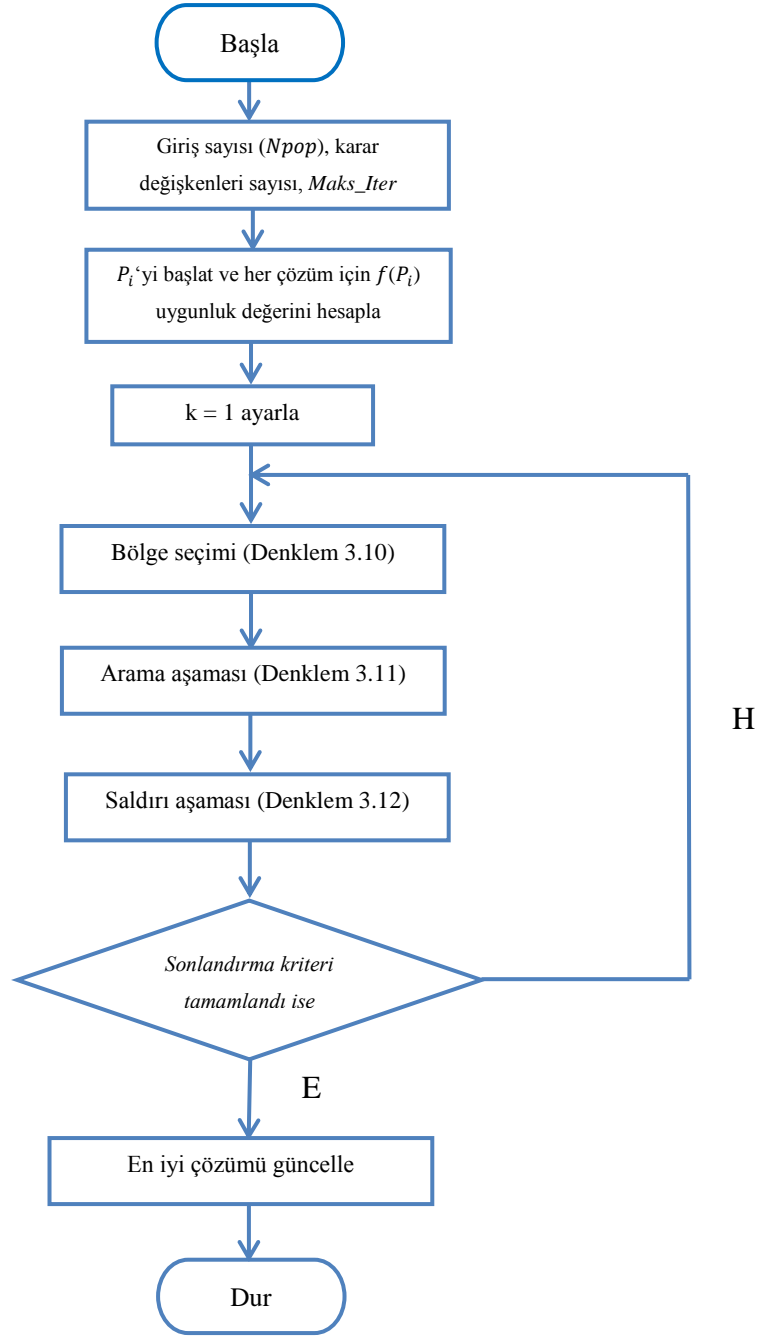 Başla
Giriş sayısı (Npop), karar
değişkenleri sayısı, Maks_Iter
P_i‘yi başlat ve her çözüm için f(P_i)
uygunluk değerini hesapla
k = 1 ayarla
Bölge seçimi (Denklem 3.10)
Arama aşaması (Denklem 3.11)
H
Saldırı aşaması (Denklem 3.12)
Sonlandırma kriteri
tamamlandı ise
E
En iyi çözümü güncelle
Dur